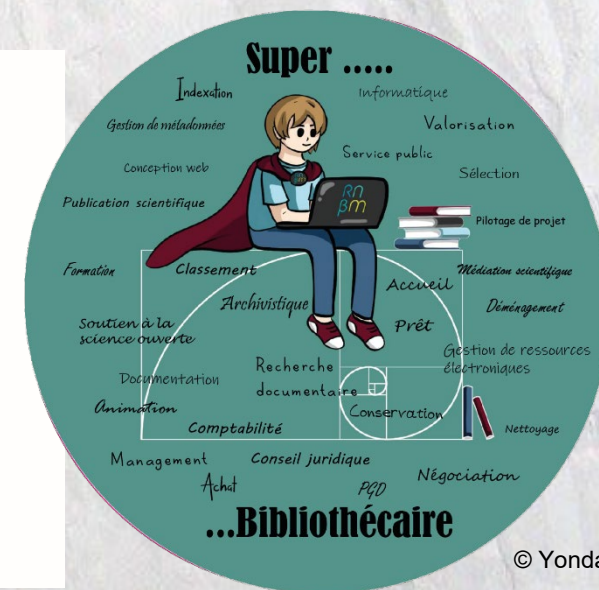 Super .....
Indexation
Informatique
Gestion de métadonnées
Valorisation
Conception web
Service public
Sélection
Publication scientifique
RN
BM
Pilotage de projet
Formation
Classement
Accueil
Médiation scientifique
Archivistique
Déménagement
Soutien à la
science ouverte
Prêt
Gestion de ressources
électroniques
Documentation
Recherche
documentaire
Animation
Conservation
Comptabilité
Nettoyage
Management
Conseil juridique
Négociation
Achat
PGD
...Bibliothécaire
© Yonda